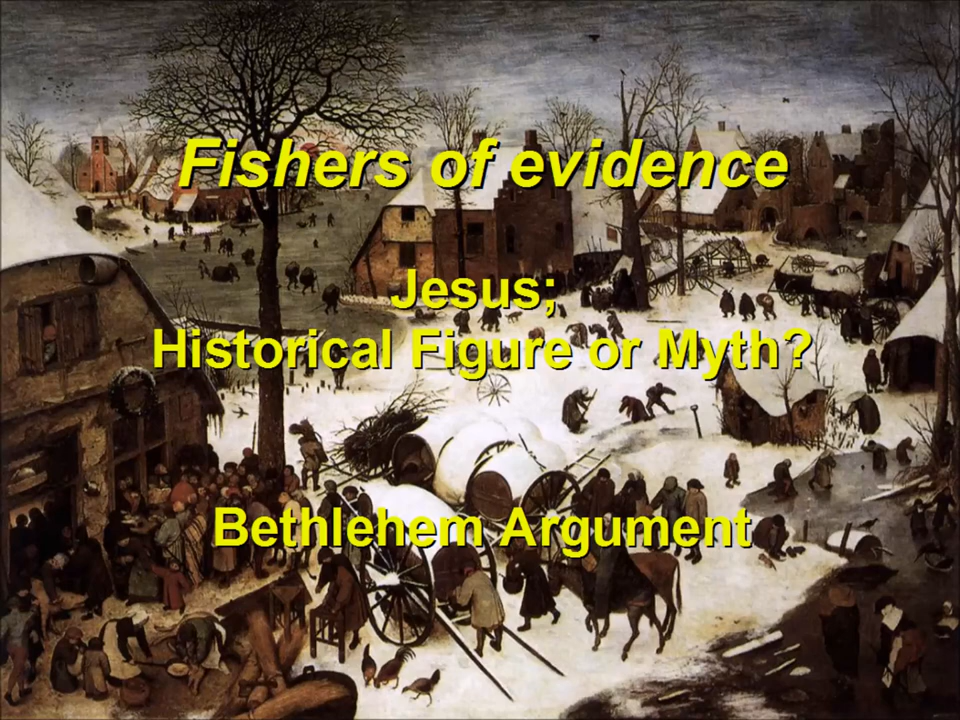 Fishers of evidence
Jesus;
Historical Figure or Myth?
Bethlehem Argument